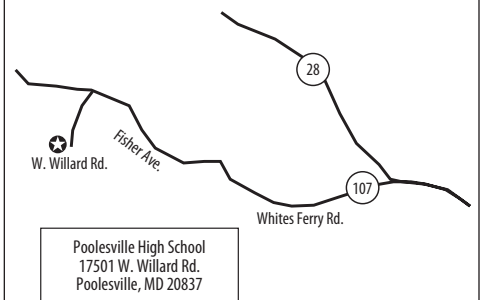 28
Fisher Ave.
W. Willard Rd.
107
Whites Ferry Rd.
Poolesville High School
17501 W. Willard Rd.
Poolesville, MD 20837